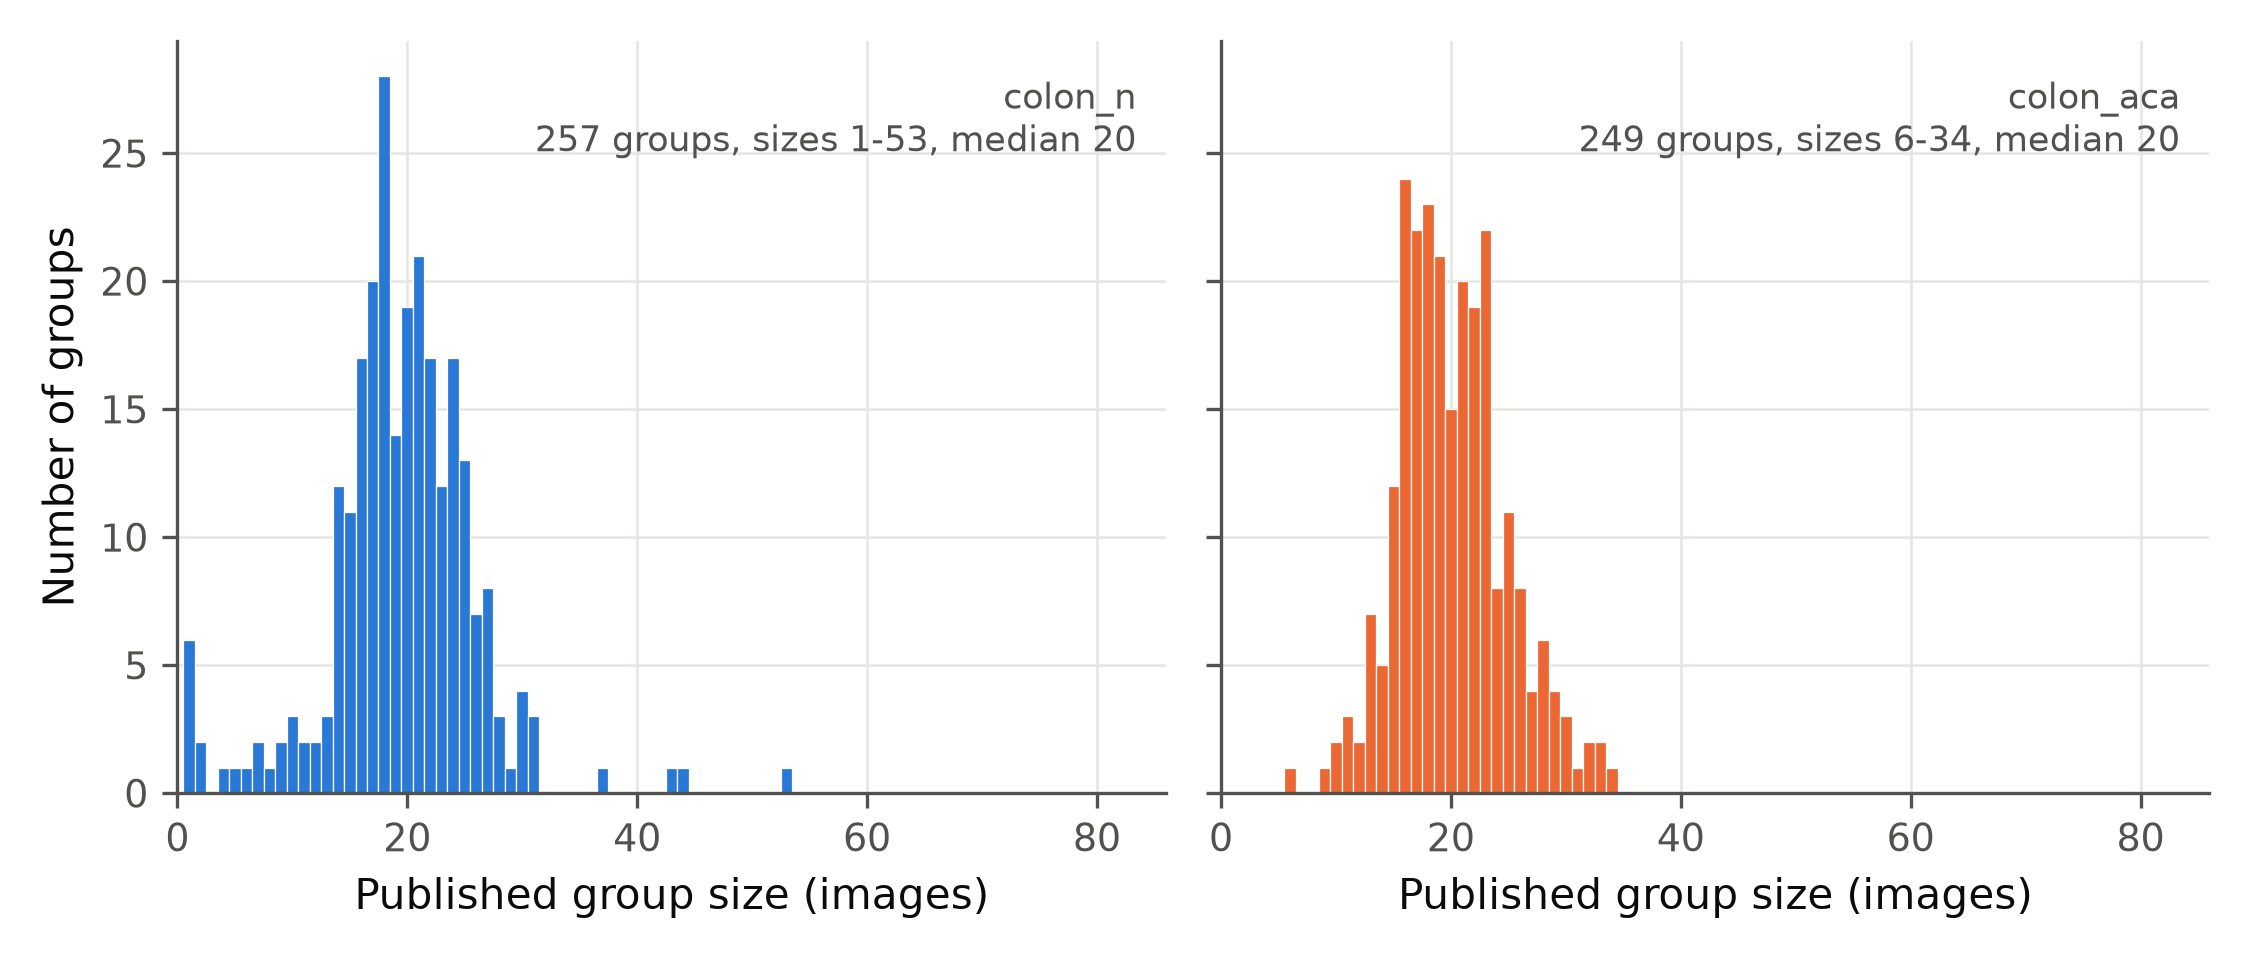 colon_n
257 groups, sizes 1-53, median 20
colon_aca
249 groups, sizes 6-34, median 20
Number of groups
25
20
15
10
5
0
0 20 40 60 80
0 20 40 60 80
Published group size (images)
Published group size (images)